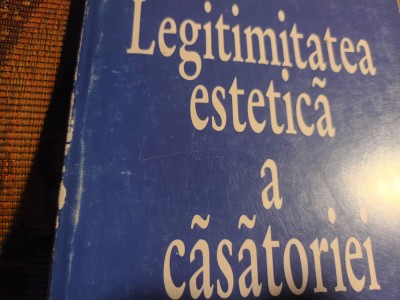 Legitimitatea
estetică
a
căsătoriei